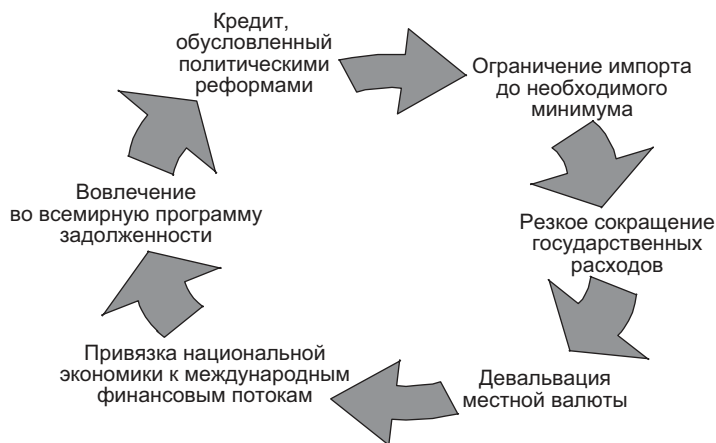 Кредит,
обусловленный
политическими
реформами
Ограничение импорта
до необходимого
минимума
Резкое сокращение
государственных
расходов
Девальвация
местной валюты
Привязка национальной
экономики к международным
финансовым потокам
Вовлечение
во всемирную программу
задолженности